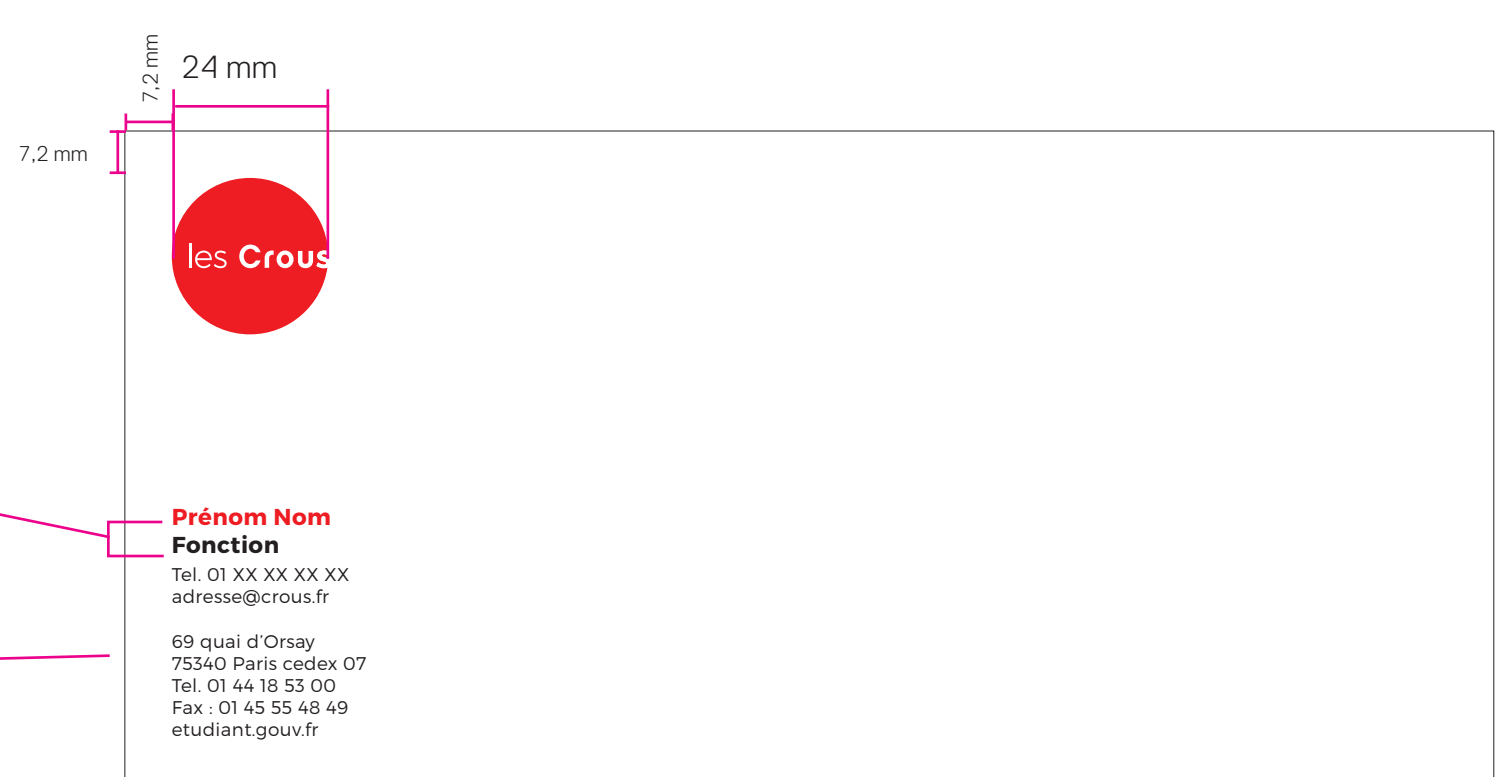 7,2 mm
24 mm
7,2 mm
les Crous
Prénom Nom
Fonction
Tel. 01 XX XX XX XX
adresse@crous.fr
69 quai d’Orsay
75340 Paris cedex 07
Tel. 01 44 18 53 00
Fax : 01 45 55 48 49
etudiant.gouv.fr